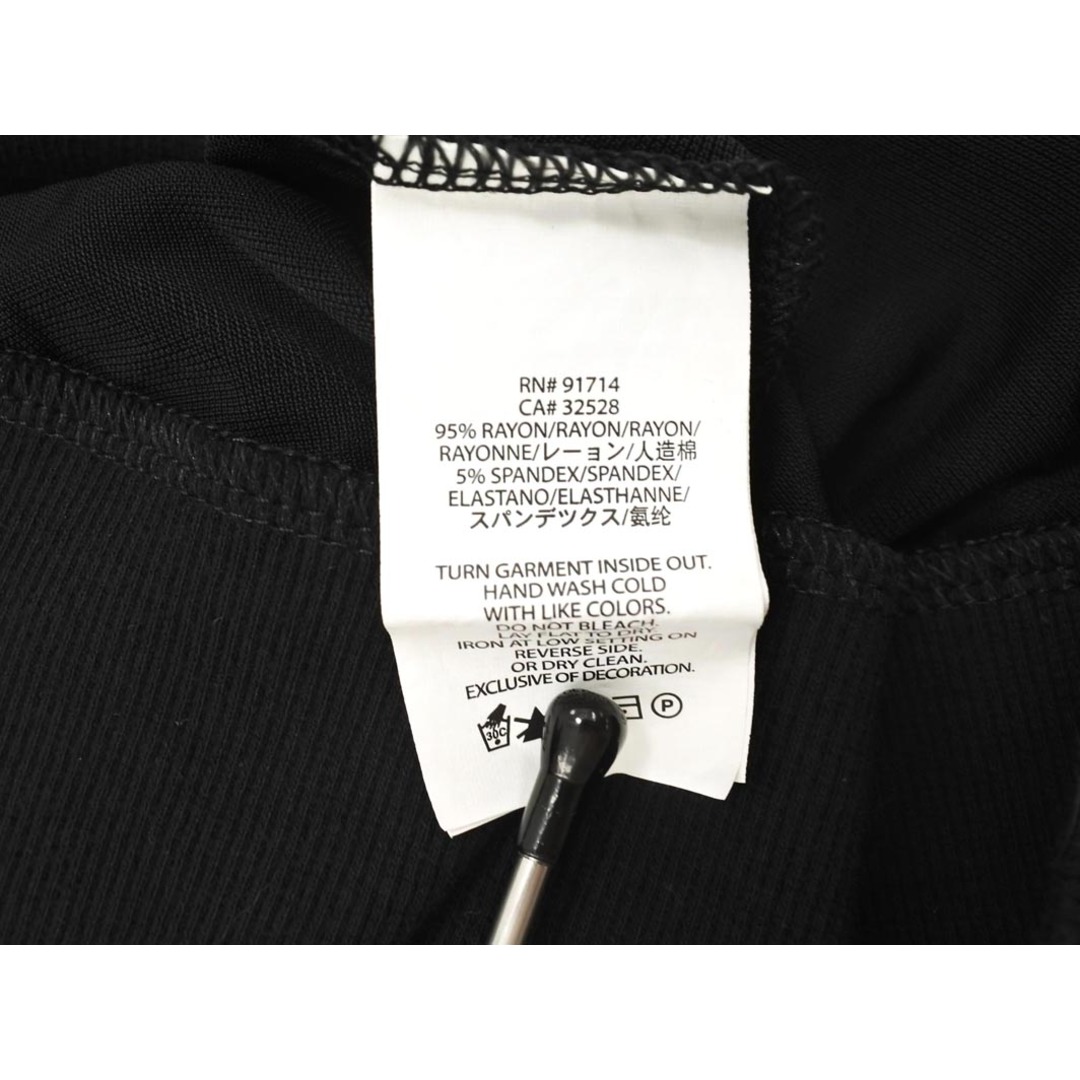 RN# 91714
CA# 32528
95% RAYON/RAYON/RAYON/
RAYONNE/レーヨン/人造棉
5% SPANDEX/SPANDEX/
ELASTANO/ELASTHANNE/
スパンデツクス/氨纶
TURN GARMENT INSIDE OUT.
HAND WASH COLD
WITH LIKE COLORS.
DO NOT BLEACH.
LAY FLAT TO DRY.
IRON AT LOW SETTING ON
REVERSE SIDE.
OR DRY CLEAN.
EXCLUSIVE OF DECORATION.
30C P